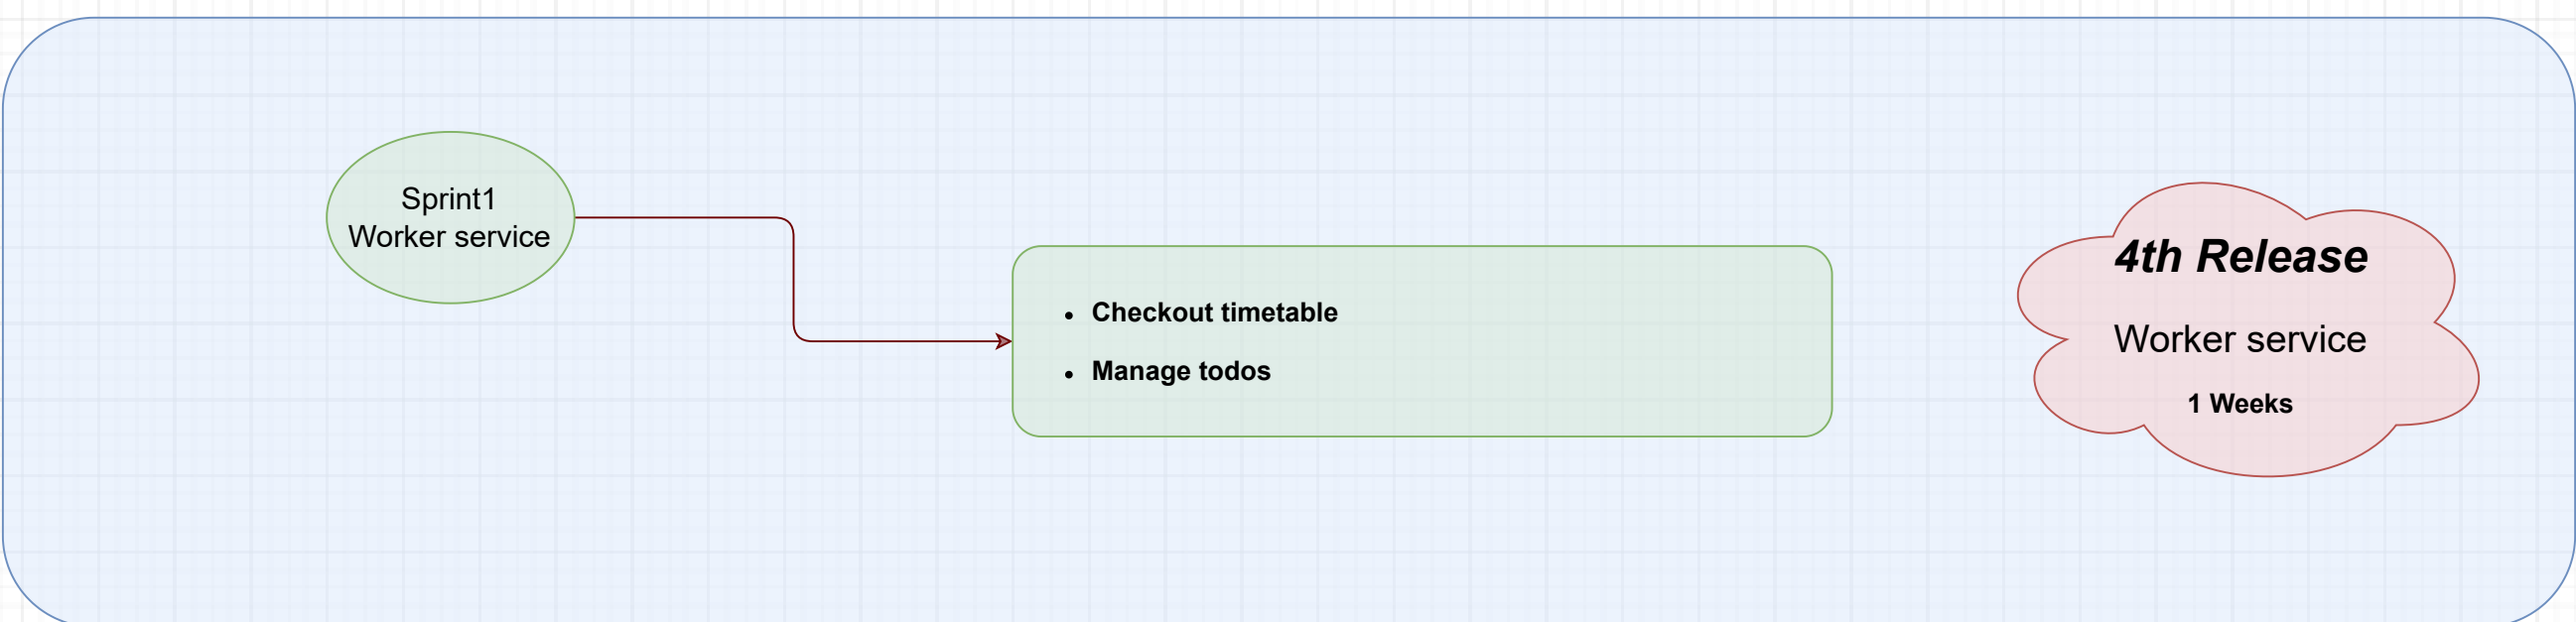 Sprint1
Worker service
• Checkout timetable
• Manage todos
4th Release
Worker service
1 Weeks